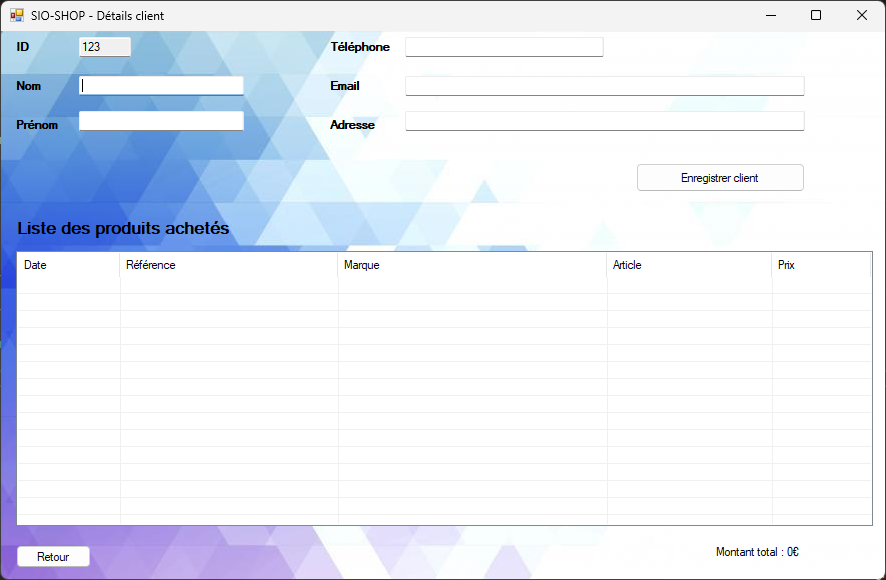 SIO-SHOP - Détails client
ID 123 Téléphone
Nom Email
Prénom Adresse
Enregistrer client
Liste des produits achetés
Date Référence Marque Article Prix
Retour Montant total : 0€